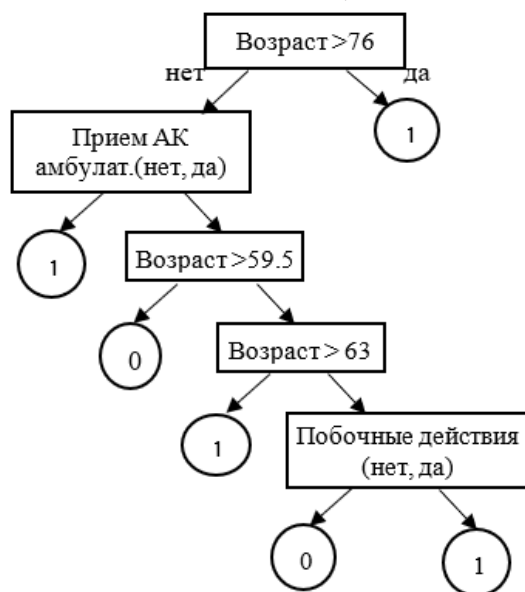 Возраст >76
нет да
1
Прием АК
амбулат.(нет, да)
1
Возраст >59.5
0
Возраст > 63
1
Побочные действия
(нет, да)
0 1